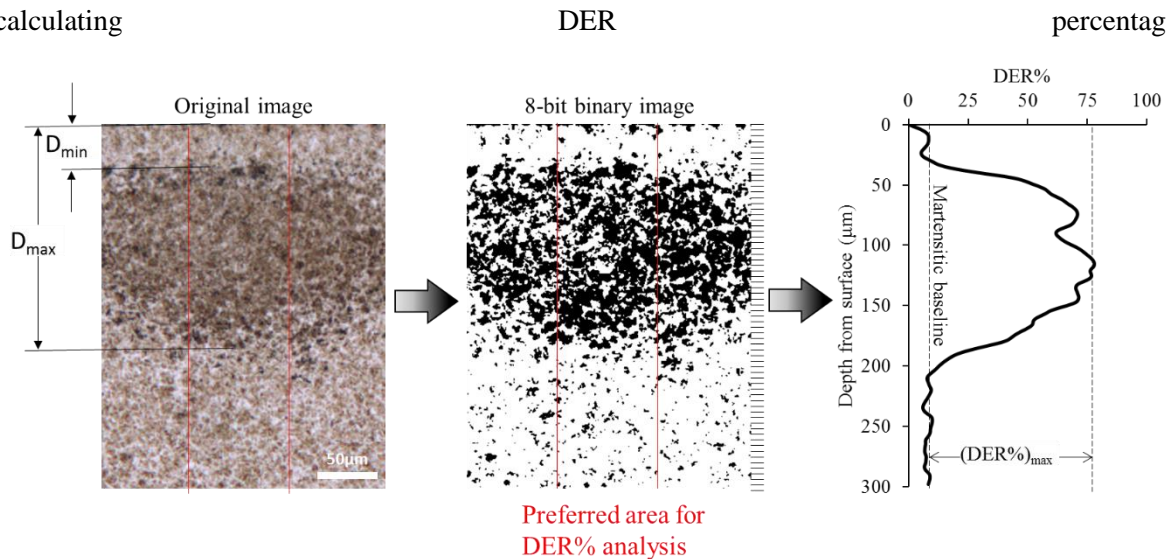 calculating DER percentag
Original image
8-bit binary image
DER%
0 25 50 75 100
Dmin
Dmax
50μm
Preferred area for
DER% analysis
Depth from surface (μm)
0
50
100
150
200
250
300
Martensitic baseline
(DER%)max